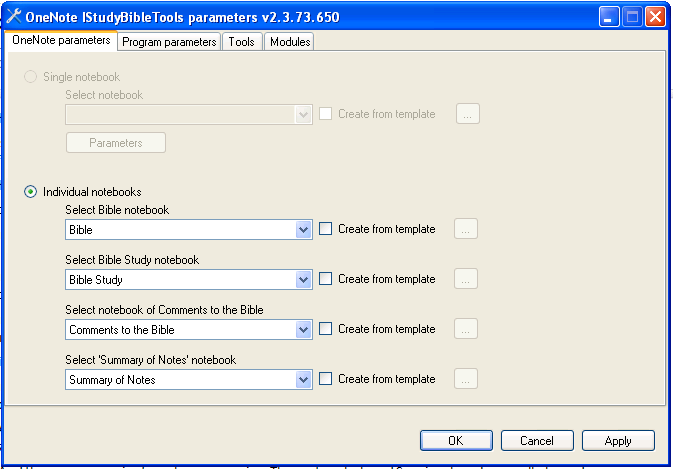 OneNote IStudyBibleTools parameters v2.3.73.650
OneNote parameters Program parameters Tools Modules
Single notebook
Select notebook
Create from template ...
Parameters
Individual notebooks
Select Bible notebook
Bible Create from template ...
Select Bible Study notebook
Bible Study Create from template ...
Select notebook of Comments to the Bible
Comments to the Bible Create from template ...
Select 'Summary of Notes' notebook
Summary of Notes Create from template ...
OK Cancel Apply